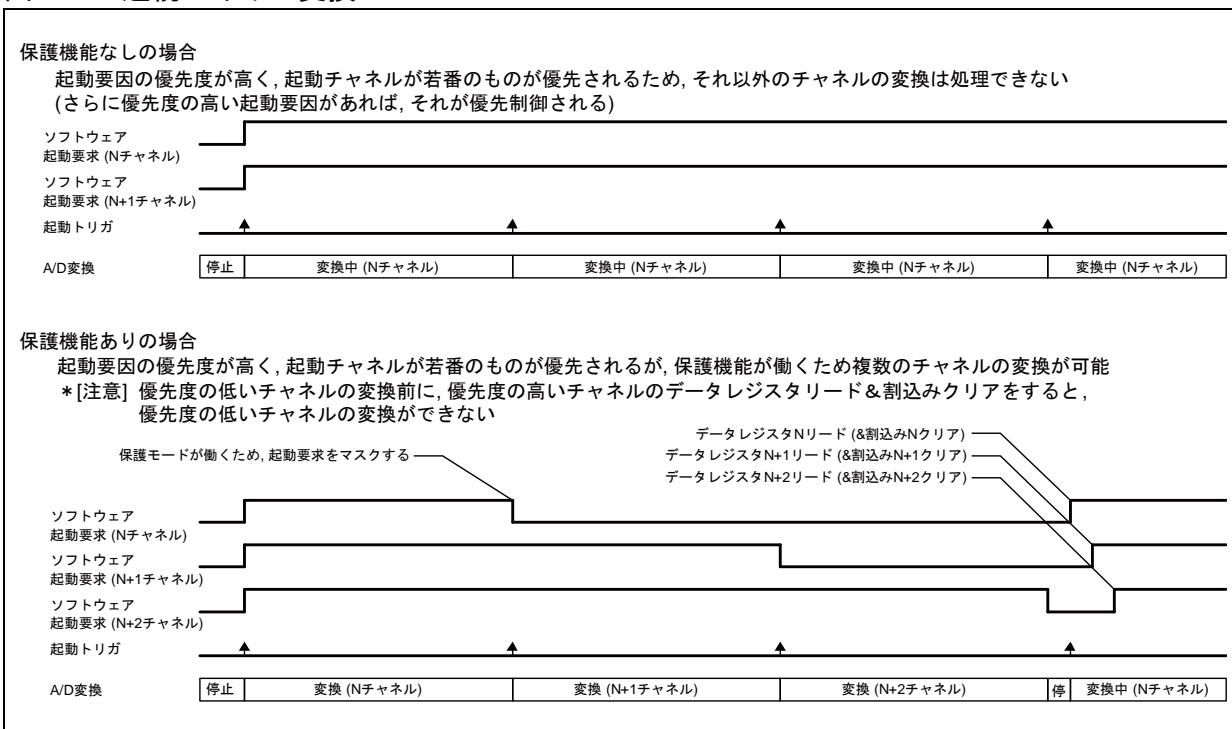 保護機能なしの場合
起動要因の優先度が高く, 起動チャネルが若番のものが優先されるため, それ以外のチャネルの変換は処理できない
(さらに優先度の高い起動要因があれば, それが優先制御される)
ソフトウェア
起動要求 (Nチャネル)
ソフトウェア
起動要求 (N+1チャネル)
起動トリガ
A/D変換
停止
変換中 (Nチャネル)
変換中 (Nチャネル)
変換中 (Nチャネル)
変換中 (Nチャネル)
保護機能ありの場合
起動要因の優先度が高く, 起動チャネルが若番のものが優先されるが, 保護機能が働くため複数のチャネルの変換が可能
*[注意] 優先度の低いチャネルの変換前に, 優先度の高いチャネルのデータレジスタリード&割込みクリアをすると,
優先度の低いチャネルの変換ができない
データレジスタNリード (&割込みNクリア)
保護モードが働くため, 起動要求をマスクする
データレジスタN+1リード (&割込みN+1クリア)
データレジスタN+2リード (&割込みN+2クリア)
ソフトウェア
起動要求 (Nチャネル)
ソフトウェア
起動要求 (N+1チャネル)
ソフトウェア
起動要求 (N+2チャネル)
起動トリガ
A/D変換
停止
変換 (Nチャネル)
変換 (N+1チャネル)
変換 (N+2チャネル)
停
変換中 (Nチャネル)